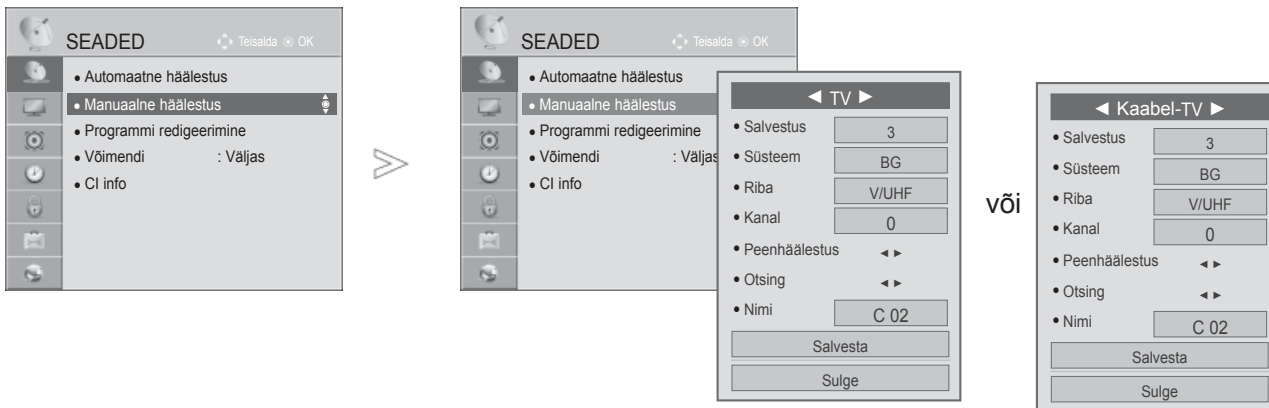 SEADED Teisalda OK
• Automaatne häälestus
• Manuaalne häälestus
• Programmi redigeerimine
• Võimendi : Väljas
• CI info
SEADED Teisalda OK
• Automaatne häälestus
• Manuaalne häälestus
• Programmi redigeerimine
• Võimendi : Väljas
• CI info
◄ TV ►
• Salvestus 3
• Süsteem BG
• Riba V/UHF
• Kanal 0
• Peenhäälestus ◄ ►
• Otsing ◄ ►
• Nimi C 02
Salvesta
Sulge
või
◄ Kaabel-TV ►
• Salvestus 3
• Süsteem BG
• Riba V/UHF
• Kanal 0
• Peenhäälestus ◄ ►
• Otsing ◄ ►
• Nimi C 02
Salvesta
Sulge